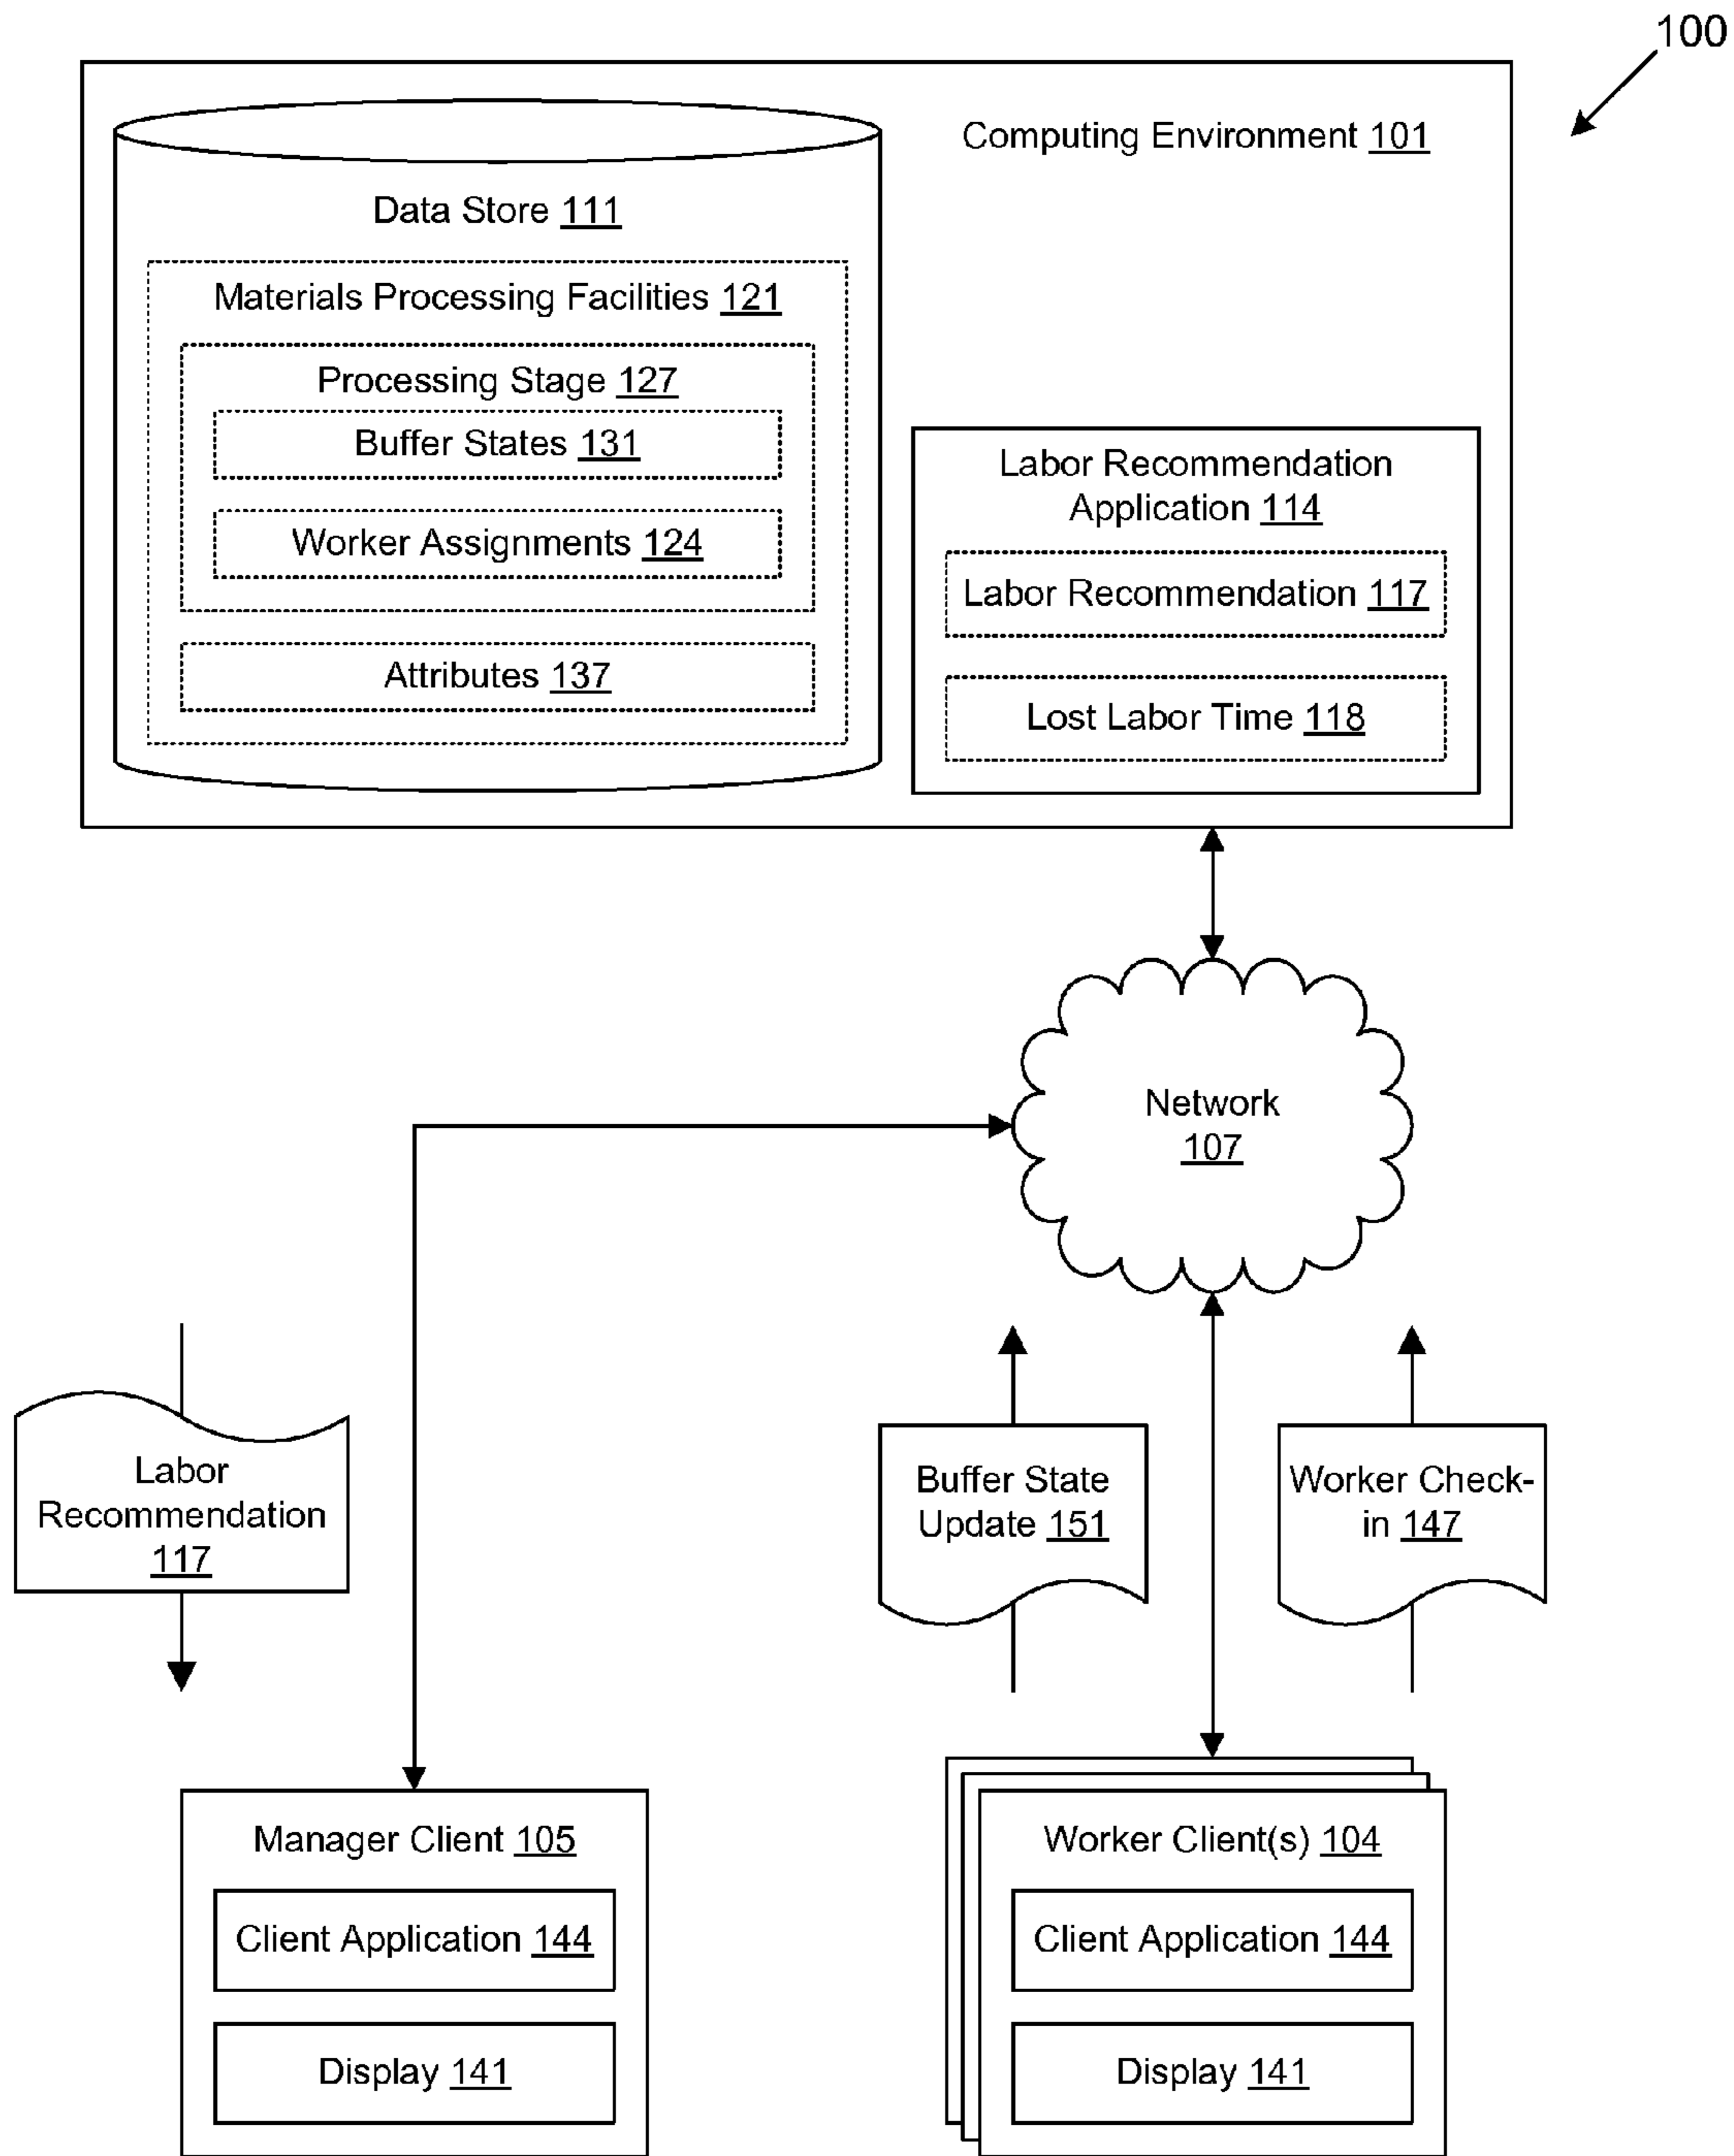 100
Computing Environment 101
Data Store 111
Materials Processing Facilities 121
Processing Stage 127
Buffer States 131
Worker Assignments 124
Attributes 137
Labor Recommendation
Application 114
Labor Recommendation 117
Lost Labor Time 118
Network
107
Labor
Recommendation
117
Buffer State
Update 151
Worker Check-
in 147
Manager Client 105
Client Application 144
Display 141
Worker Client(s) 104
Client Application 144
Display 141